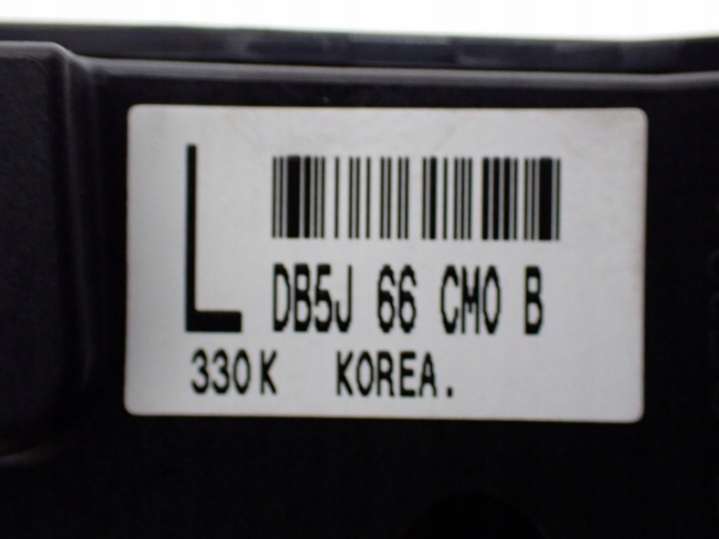 L
DB5J 66 CM0 B
330K KOREA.